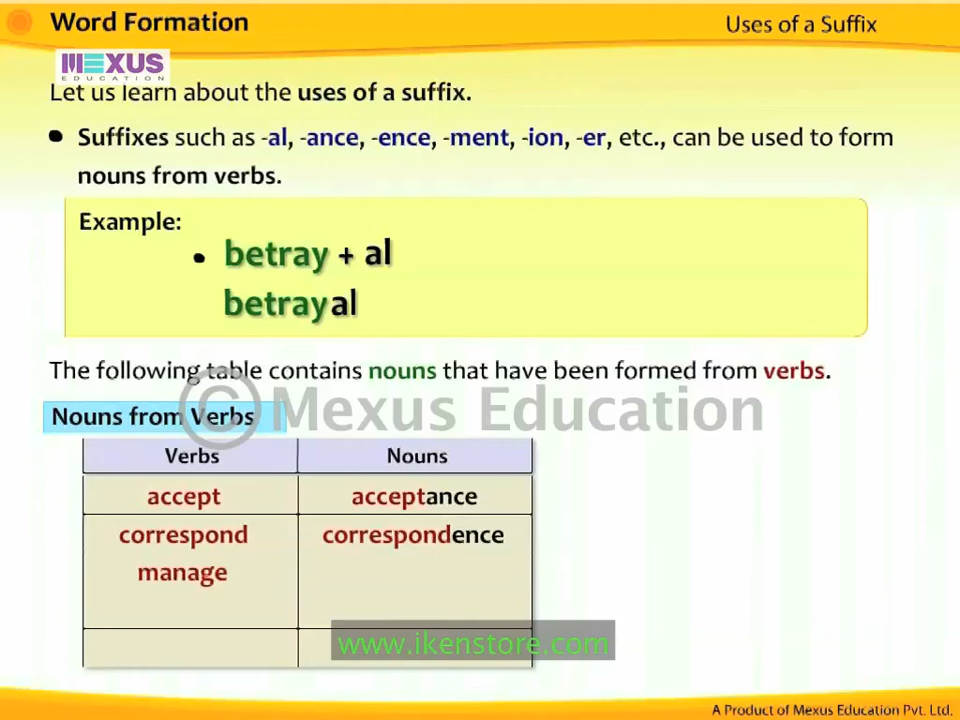 Word Formation
Uses of a Suffix
MEXUS
EDUCATION
Let us learn about the uses of a suffix.
• Suffixes such as -al, -ance, -ence, -ment, -ion, -er, etc., can be used to form
nouns from verbs.
Example:
• betray + al
betrayal
The following table contains nouns that have been formed from verbs.
© Mexus Education
Nouns from Verbs
Verbs Nouns
accept acceptance
correspond correspondence
manage
www.ikenstore.com
A Product of Mexus Education Pvt. Ltd.